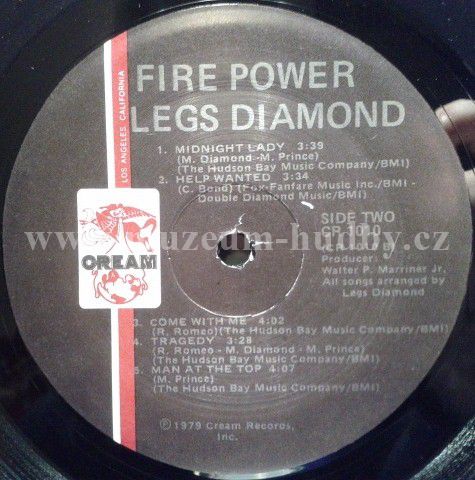 LOS ANGELES, CALIFORNIA
FIRE POWER
LEGS DIAMOND
1. MIDNIGHT LADY 3:39
(M. Diamond-M. Prince)
(The Hudson Bay Music Company/BMI)
2. HELP WANTED 3:34
(C. Bono) (Fox-Fanfare Music Inc./BMI -
Double Diamond Music/BMI)
SIDE TWO
CR 1010
www.muzeum-hudby.cz
CREAM
Producer:
Walter P. Marriner Jr.
All songs arranged by
Legs Diamond
3. COME WITH ME 4:02
(R. Romeo)(The Hudson Bay Music Company/BMI)
4. TRAGEDY 3:28
(R. Romeo - M. Diamond - M. Prince)
(The Hudson Bay Music Company/BMI)
5. MAN AT THE TOP 4:07
(M. Prince)
(The Hudson Bay Music Company/BMI)
℗1979 Cream Records,
Inc.